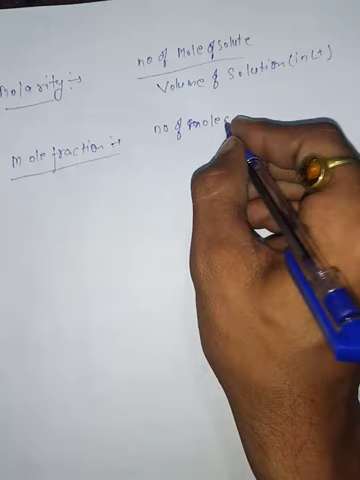 Molarity :-
no of Mole of Solute
Volume of Solution (in Lt)
Mole fraction :-
no of mole